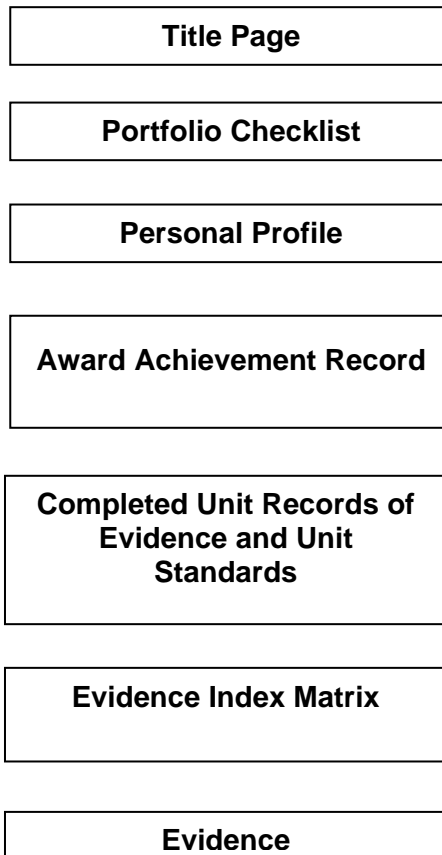 Title Page
Portfolio Checklist
Personal Profile
Award Achievement Record
Completed Unit Records of
Evidence and Unit
Standards
Evidence Index Matrix
Evidence